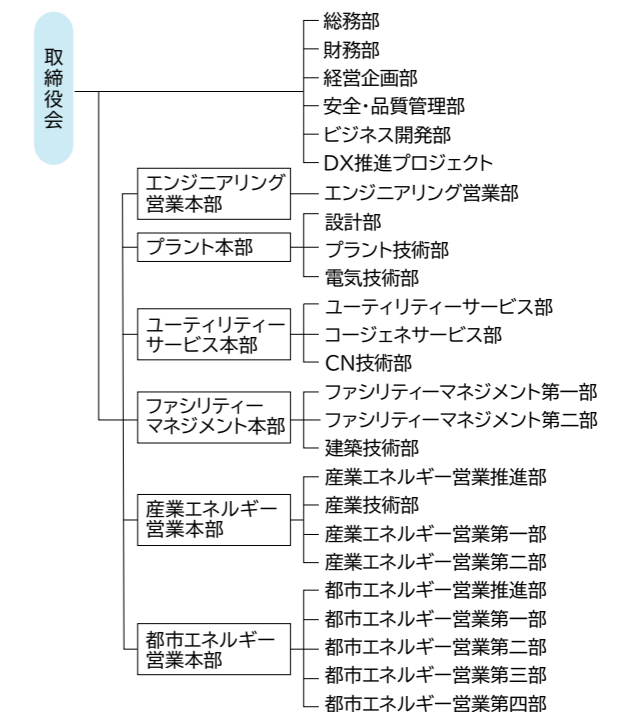 取締役会
総務部
財務部
経営企画部
安全・品質管理部
ビジネス開発部
DX推進プロジェクト
エンジニアリング
営業本部
エンジニアリング営業部
プラント本部
設計部
プラント技術部
電気技術部
ユーティリティー
サービス本部
ユーティリティーサービス部
コージェネサービス部
CN技術部
ファシリティー
マネジメント本部
ファシリティーマネジメント第一部
ファシリティーマネジメント第二部
建築技術部
産業エネルギー
営業本部
産業エネルギー営業推進部
産業技術部
産業エネルギー営業第一部
産業エネルギー営業第二部
都市エネルギー
営業本部
都市エネルギー営業推進部
都市エネルギー営業第一部
都市エネルギー営業第二部
都市エネルギー営業第三部
都市エネルギー営業第四部